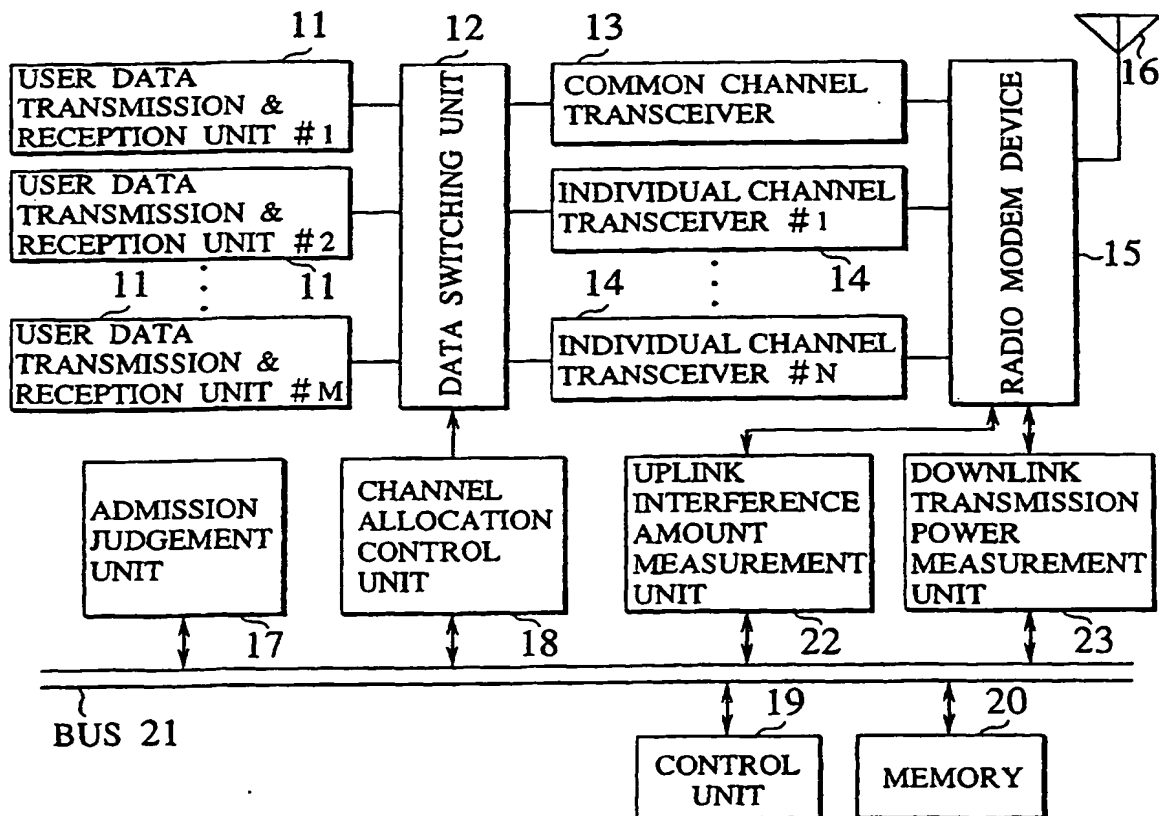 11
12
13
16
USER DATA
TRANSMISSION &
RECEPTION UNIT #1
DATA SWITCHING UNIT
COMMON CHANNEL
TRANSCEIVER
RADIO MODEM DEVICE
USER DATA
TRANSMISSION &
RECEPTION UNIT #2
INDIVIDUAL CHANNEL
TRANSCEIVER #1
15
11
11
14
14
USER DATA
TRANSMISSION &
RECEPTION UNIT #M
INDIVIDUAL CHANNEL
TRANSCEIVER #N
ADMISSION
JUDGEMENT
UNIT
CHANNEL
ALLOCATION
CONTROL
UNIT
UPLINK
INTERFERENCE
AMOUNT
MEASUREMENT
UNIT
DOWNLINK
TRANSMISSION
POWER
MEASUREMENT
UNIT
17
18
22
23
BUS 21
19
20
CONTROL
UNIT
MEMORY